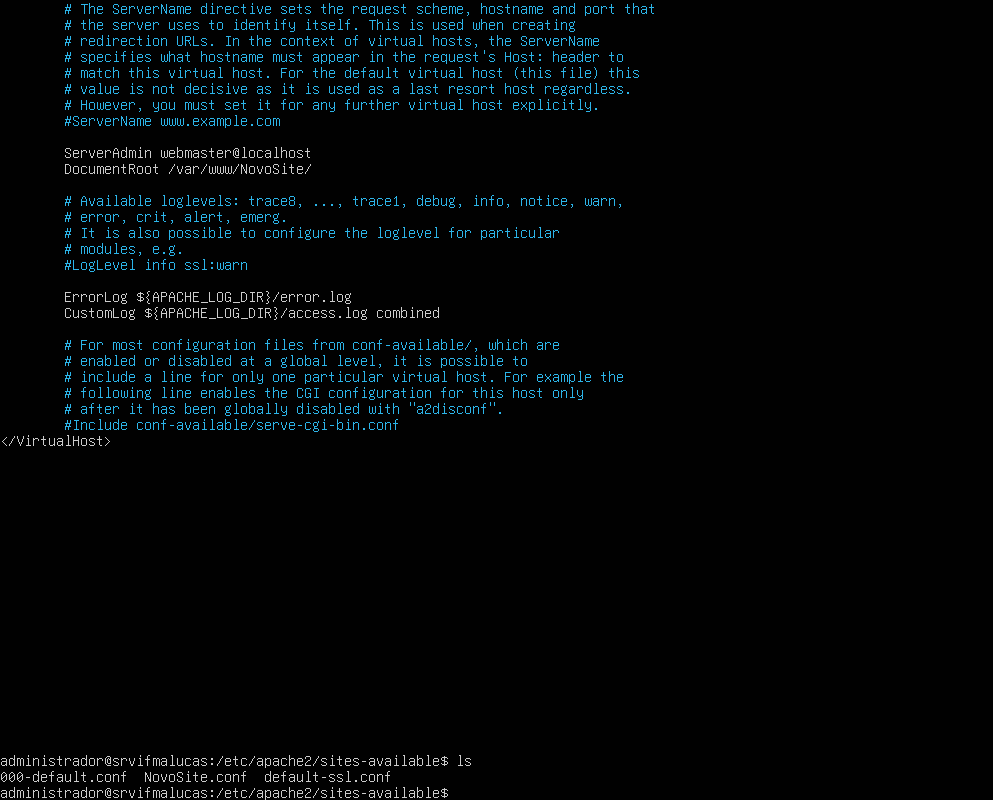 # The ServerName directive sets the request scheme, hostname and port that
# the server uses to identify itself. This is used when creating
# redirection URLs. In the context of virtual hosts, the ServerName
# specifies what hostname must appear in the request's Host: header to
# match this virtual host. For the default virtual host (this file) this
# value is not decisive as it is used as a last resort host regardless.
# However, you must set it for any further virtual host explicitly.
#ServerName www.example.com
ServerAdmin webmaster@localhost
DocumentRoot /var/www/NovoSite/
# Available loglevels: trace8, ..., trace1, debug, info, notice, warn,
# error, crit, alert, emerg.
# It is also possible to configure the loglevel for particular
# modules, e.g.
#LogLevel info ssl:warn
ErrorLog ${APACHE_LOG_DIR}/error.log
CustomLog ${APACHE_LOG_DIR}/access.log combined
# For most configuration files from conf-available/, which are
# enabled or disabled at a global level, it is possible to
# include a line for only one particular virtual host. For example the
# following line enables the CGI configuration for this host only
# after it has been globally disabled with "a2disconf".
#Include conf-available/serve-cgi-bin.conf
</VirtualHost>
administrador@srvifmalucas:/etc/apache2/sites-available$ ls
000-default.conf  NovoSite.conf  default-ssl.conf
administrador@srvifmalucas:/etc/apache2/sites-available$